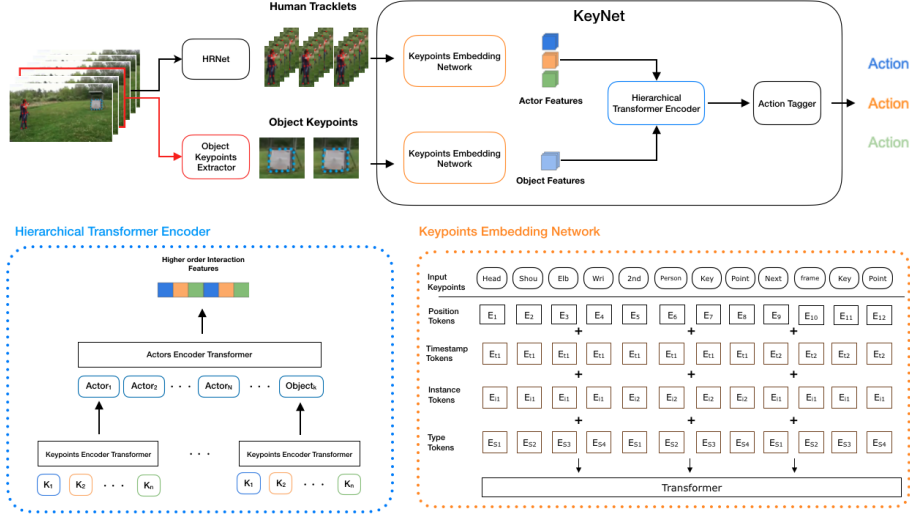 Human Tracklets
KeyNet
HRNet
Keypoints Embedding
Network
Actor Features
Hierarchical
Transformer Encoder
Action Tagger
Action
Action
Action
Object Keypoints
Object
Keypoints
Extractor
Keypoints Embedding
Network
Object Features
Hierarchical Transformer Encoder
Higher order Interaction
Features
Actors Encoder Transformer
Actor1 Actor2 · · · ActorN · · · Objectk
Keypoints Encoder Transformer · · · Keypoints Encoder Transformer
K1 K2 · · · Kn K1 K2 · · · Kn
Keypoints Embedding Network
Input
Keypoints
Head Shou Elb Wri 2nd Person Key Point Next frame Key Point
Position
Tokens
E1 E2 E3 E4 E5 E6 E7 E8 E9 E10 E11 E12
+ + +
Timestamp
Tokens
Et1 Et1 Et1 Et1 Et1 Et1 Et1 Et1 Et2 Et2 Et2 Et2
+ + +
Instance
Tokens
Ei1 Ei1 Ei1 Ei1 Ei2 Ei2 Ei2 Ei2 Ei1 Ei1 Ei1 Ei1
+ + +
Type
Tokens
ES1 ES2 ES3 ES4 ES1 ES2 ES3 ES4 ES1 ES2 ES3 ES4
Transformer